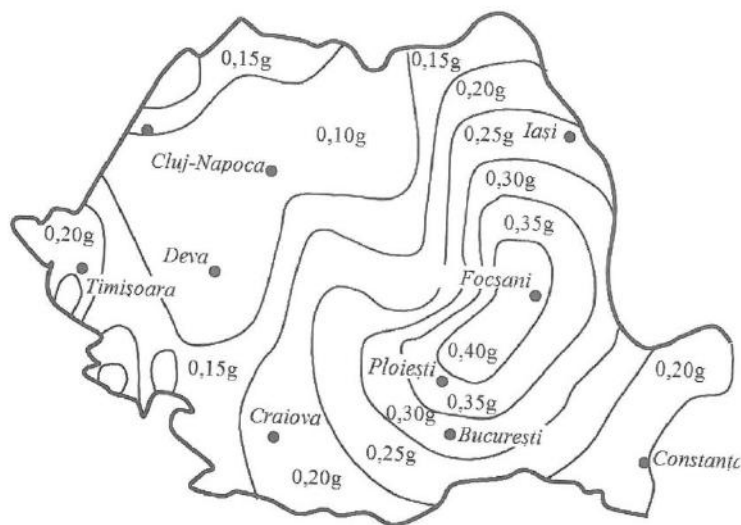 0,15g
0,15g
0,20g
0,10g
0,25g
Iași
Cluj-Napoca
0,30g
0,35g
0,20g
Deva
Timișoara
Focșani
0,40g
0,15g
Ploiești
0,20g
0,35g
0,30g
Craiova
București
0,25g
Constanța
0,20g